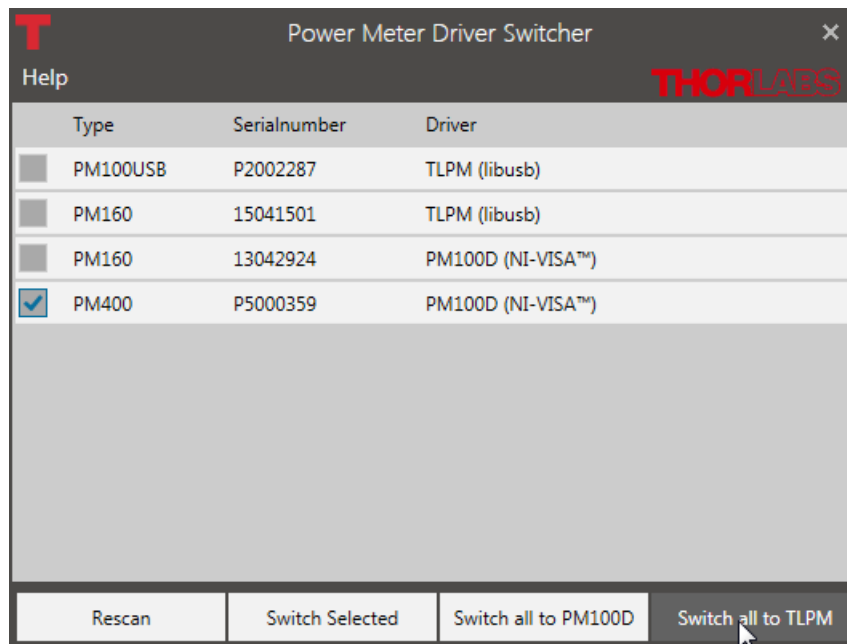 Power Meter Driver Switcher
Help
THORLABS
Type Serialnumber Driver
PM100USB P2002287 TLPM (libusb)
PM160 15041501 TLPM (libusb)
PM160 13042924 PM100D (NI-VISA™)
PM400 P5000359 PM100D (NI-VISA™)
Rescan Switch Selected Switch all to PM100D Switch all to TLPM